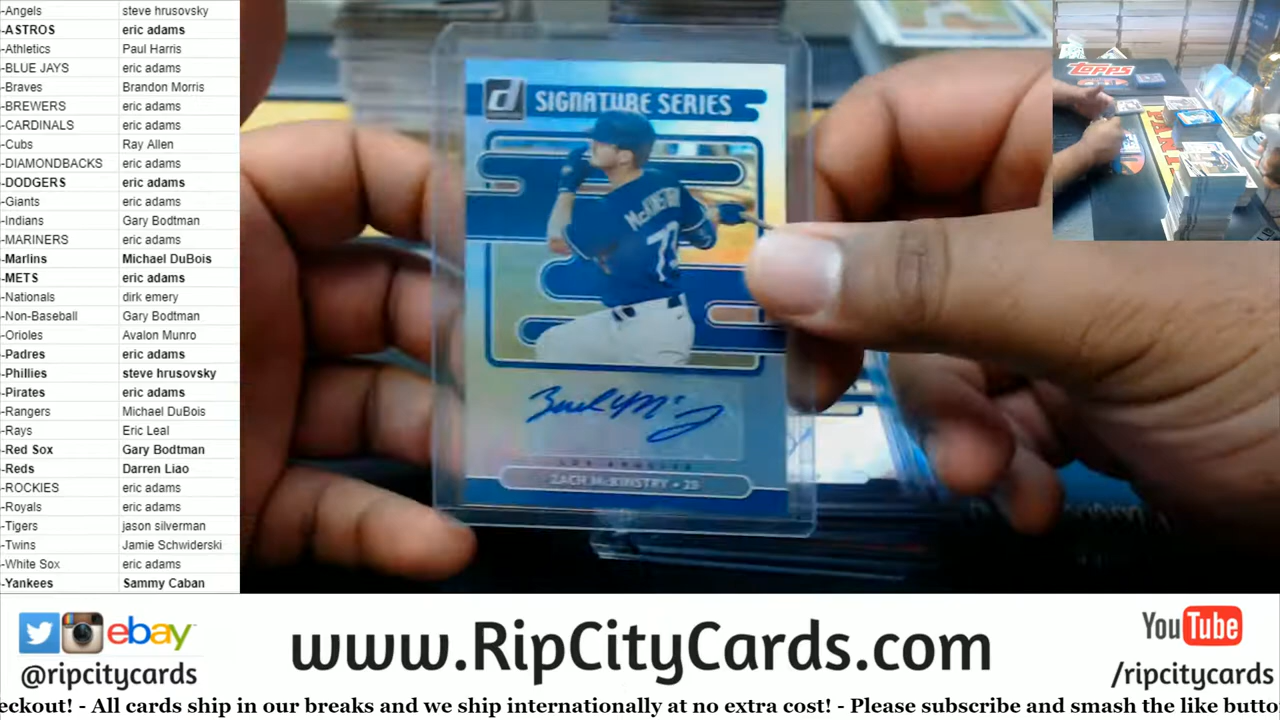 -Angels steve hrusovsky
-ASTROS eric adams
-Athletics Paul Harris
-BLUE JAYS eric adams
-Braves Brandon Morris
-BREWERS eric adams
-CARDINALS eric adams
-Cubs Ray Allen
-DIAMONDBACKS eric adams
-DODGERS eric adams
-Giants eric adams
-Indians Gary Bodtman
-MARINERS eric adams
-Marlins Michael DuBois
-METS eric adams
-Nationals dirk emery
-Non-Baseball Gary Bodtman
-Orioles Avalon Munro
-Padres eric adams
-Phillies steve hrusovsky
-Pirates eric adams
-Rangers Michael DuBois
-Rays Eric Leal
-Red Sox Gary Bodtman
-Reds Darren Liao
-ROCKIES eric adams
-Royals eric adams
-Tigers jason silverman
-Twins Jamie Schwiderski
-White Sox eric adams
-Yankees Sammy Caban
d SIGNATURE SERIES
McKINSTRY
73
LOS ANGELES
ZACH McKINSTRY • 2B
Topps
PANI
ebay
@ripcitycards
www.RipCityCards.com
YouTube
/ripcitycards
eckout! - All cards ship in our breaks and we ship internationally at no extra cost! - Please subscribe and smash the like butto